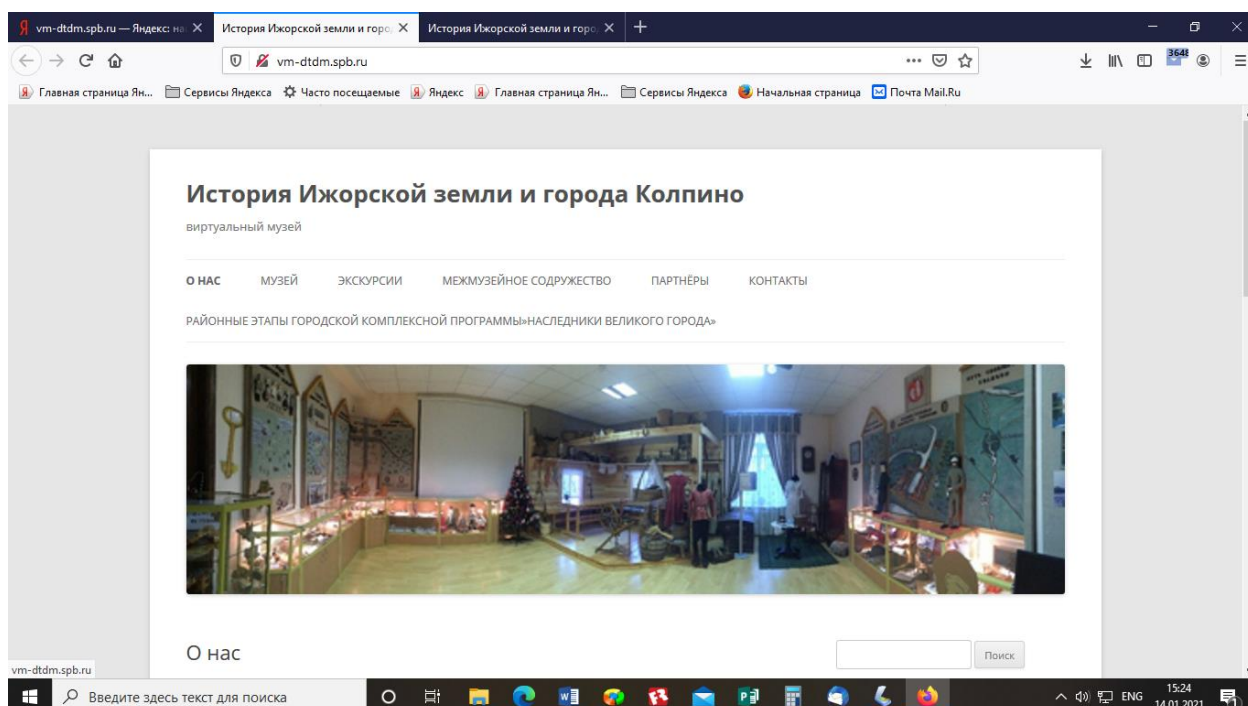 vm-dtdm.spb.ru — Яндекс: на
История Ижорской земли и горо
История Ижорской земли и горо
vm-dtdm.spb.ru
364
Главная страница Ян...
Сервисы Яндекса
Часто посещаемые
Яндекс
Главная страница Ян...
Сервисы Яндекса
Начальная страница
Почта Mail.Ru
История Ижорской земли и города Колпино
виртуальный музей
О НАС МУЗЕЙ ЭКСКУРСИИ МЕЖМУЗЕЙНОЕ СОДРУЖЕСТВО ПАРТНЁРЫ КОНТАКТЫ
РАЙОННЫЕ ЭТАПЫ ГОРОДСКОЙ КОМПЛЕКСНОЙ ПРОГРАММЫ»НАСЛЕДНИКИ ВЕЛИКОГО ГОРОДА»
О нас
Поиск
vm-dtdm.spb.ru
Введите здесь текст для поиска
ENG
15:24
14.01.2021